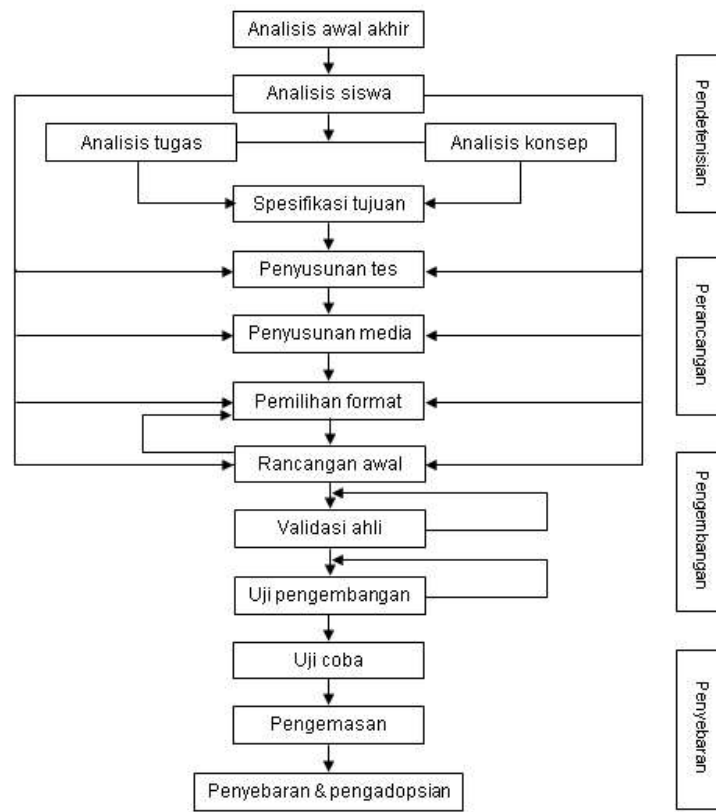 Analisis awal akhir
Analisis siswa
Analisis tugas
Analisis konsep
Spesifikasi tujuan
Penyusunan tes
Penyusunan media
Pemilihan format
Rancangan awal
Validasi ahli
Uji pengembangan
Uji coba
Pengemasan
Penyebaran & pengadopsian
Pendefenisian
Perancangan
Pengembangan
Penyebaran